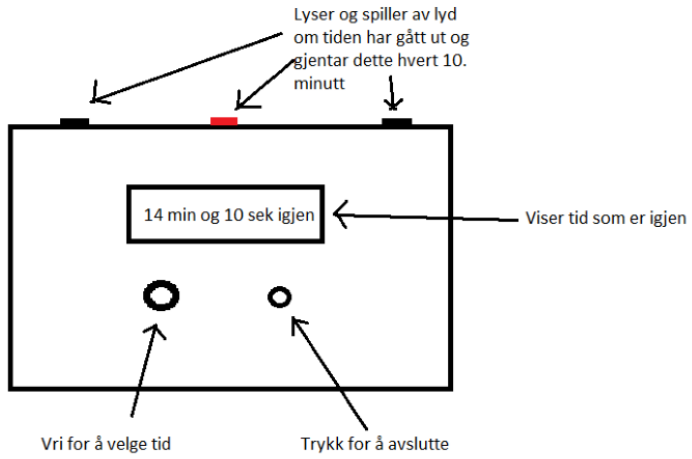 Lyser og spiller av lyd
om tiden har gått ut og
gjentar dette hvert 10.
minutt
14 min og 10 sek igjen
Viser tid som er igjen
Vri for å velge tid
Trykk for å avslutte